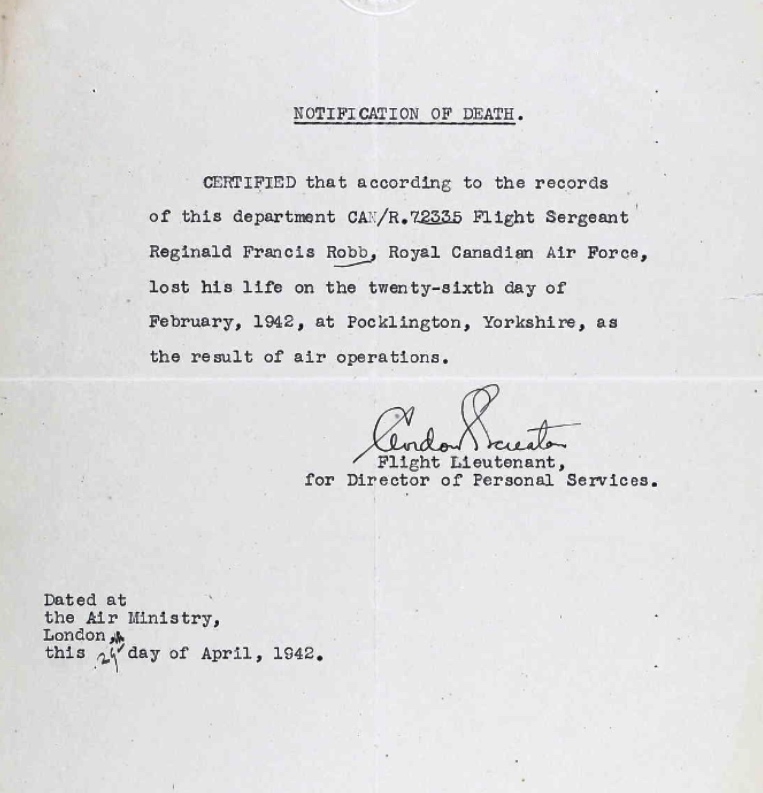 NOTIFICATION OF DEATH.
CERTIFIED that according to the records
of this department CAN/R.72335 Flight Sergeant
Reginald Francis Robb, Royal Canadian Air Force,
lost his life on the twenty-sixth day of
February, 1942, at Pocklington, Yorkshire, as
the result of air operations.
Gordon
Flight Lieutenant,
for Director of Personal Services.
Dated at
the Air Ministry,
London,
this day of April, 1942.